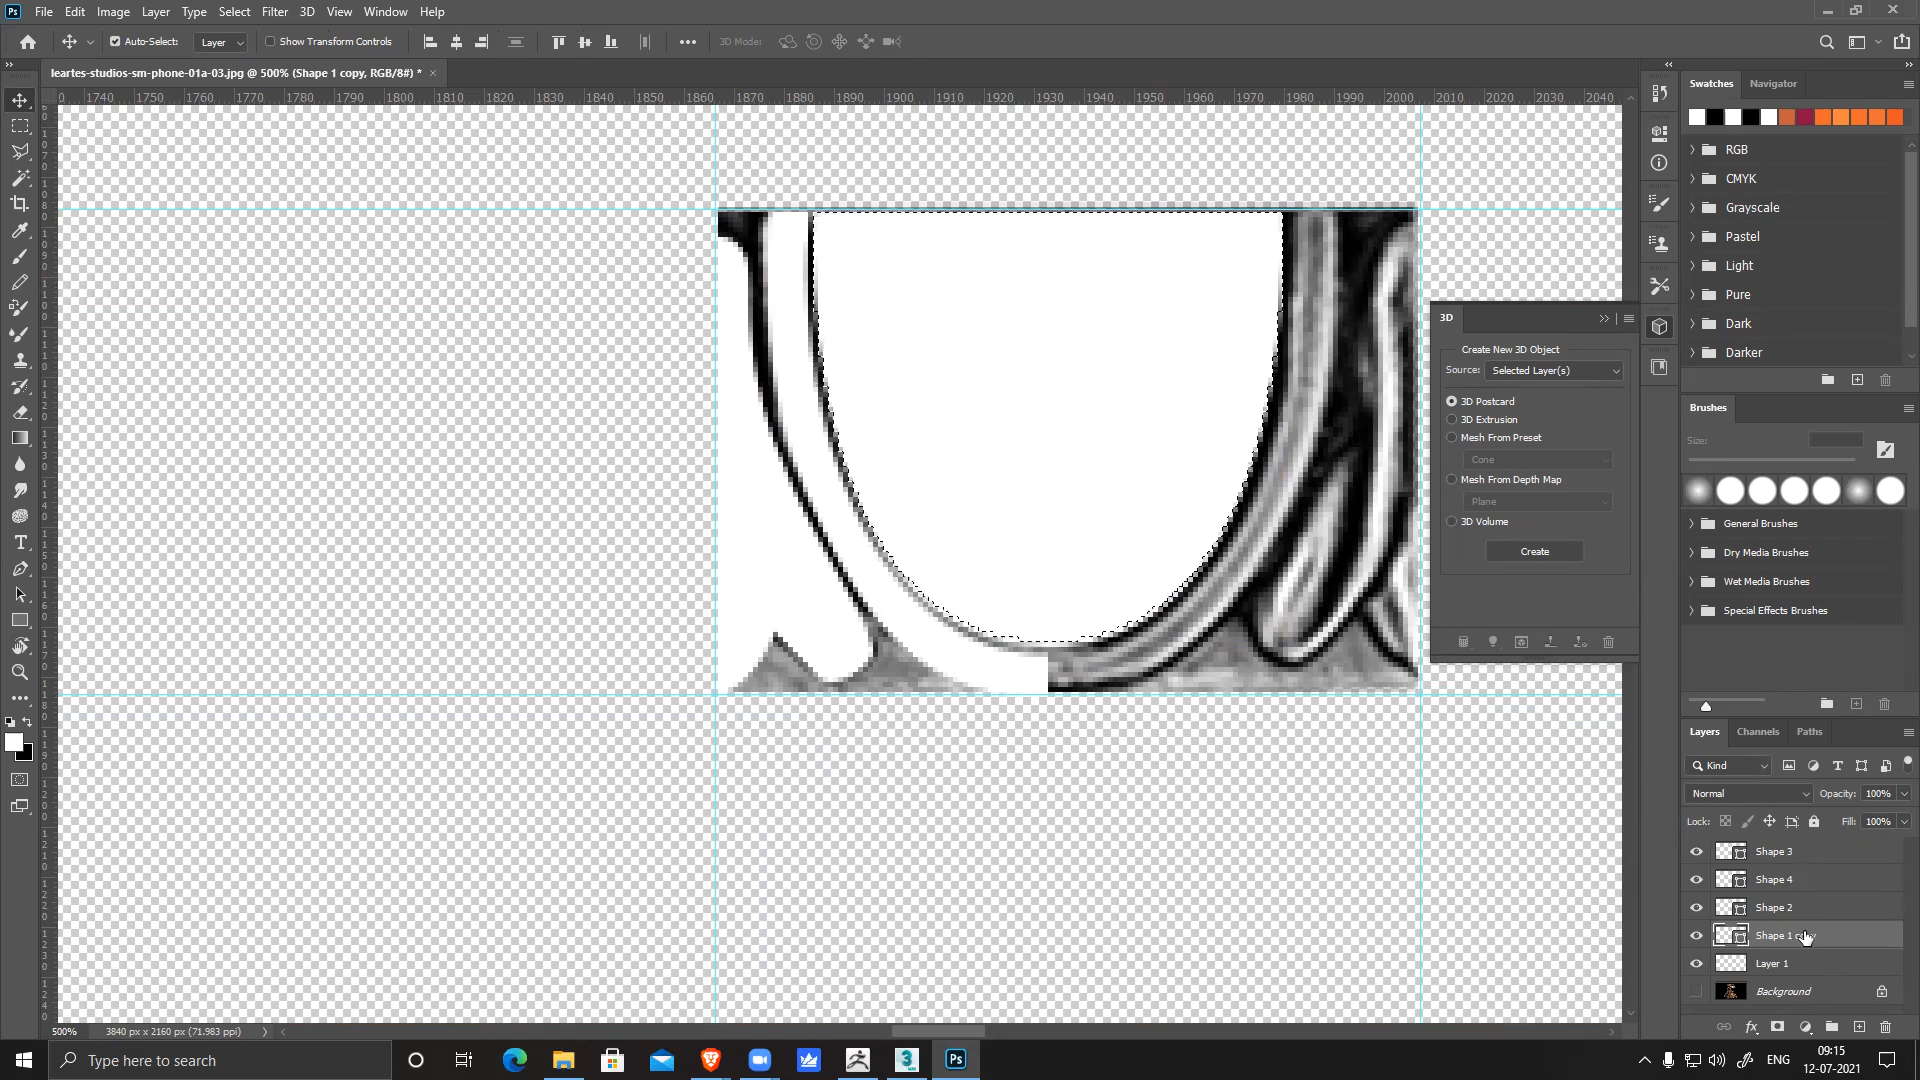 Ps File Edit Image Layer Type Select Filter 3D View Window Help
Auto-Select: Layer Show Transform Controls 3D Mode:
leartes-studios-sm-phone-01a-03.jpg @ 500% (Shape 1 copy, RGB/8#) * ×
0 1740 1750 1760 1770 1780 1790 1800 1810 1820 1830 1840 1850 1860 1870 1880 1890 1900 1910 1920 1930 1940 1950 1960 1970 1980 1990 2000 2010 2020 2030 2040
Swatches Navigator
RGB
CMYK
Grayscale
Pastel
Light
Pure
Dark
Darker
3D
Create New 3D Object
Source: Selected Layer(s)
3D Postcard
3D Extrusion
Mesh From Preset
Cone
Mesh From Depth Map
Plane
3D Volume
Create
Brushes
Size:
General Brushes
Dry Media Brushes
Wet Media Brushes
Special Effects Brushes
Layers Channels Paths
Kind
Normal Opacity: 100%
Lock: Fill: 100%
Shape 3
Shape 4
Shape 2
Shape 1 copy
Layer 1
Background
fx
500% 3840 px x 2160 px (71.983 ppi)
Type here to search
Ps
ENG
09:15
12-07-2021